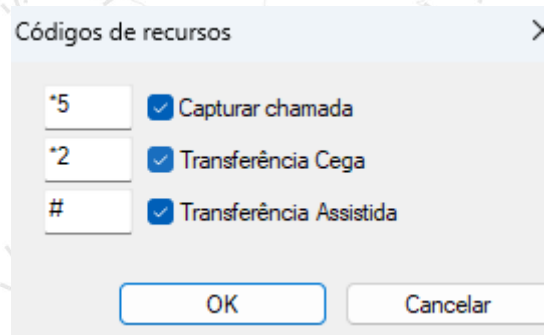 Códigos de recursos
*5 Capturar chamada
*2 Transferência Cega
# Transferência Assistida
OK Cancelar